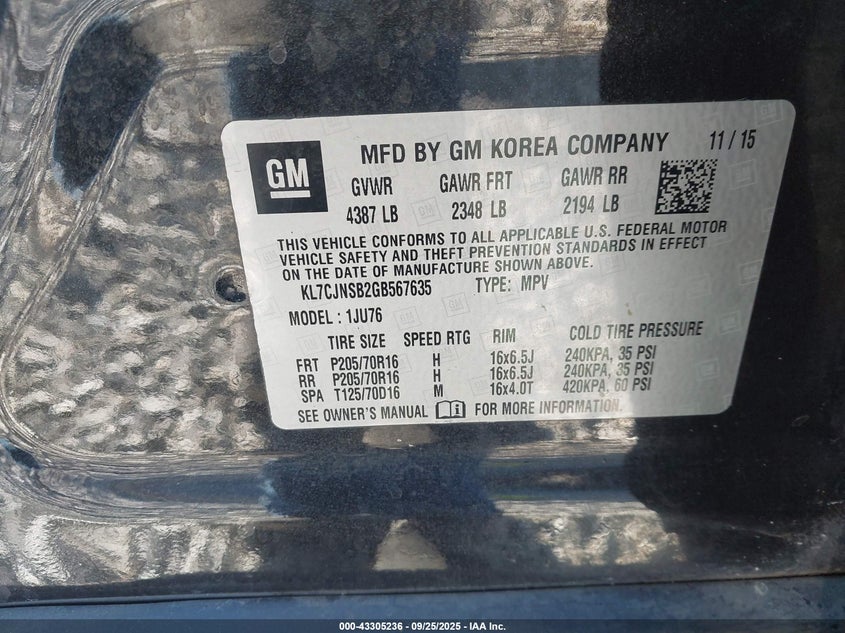 GM
MFD BY GM KOREA COMPANY 11 / 15
GVWR GAWR FRT GAWR RR
4387 LB 2348 LB 2194 LB
THIS VEHICLE CONFORMS TO ALL APPLICABLE U.S. FEDERAL MOTOR
VEHICLE SAFETY AND THEFT PREVENTION STANDARDS IN EFFECT
ON THE DATE OF MANUFACTURE SHOWN ABOVE.
KL7CJNSB2GB567635 TYPE: MPV
MODEL : 1JU76
TIRE SIZE SPEED RTG RIM COLD TIRE PRESSURE
FRT P205/70R16 H 16x6.5J 240KPA, 35 PSI
RR P205/70R16 H 16x6.5J 240KPA, 35 PSI
SPA T125/70D16 M 16x4.0T 420KPA, 60 PSI
SEE OWNER'S MANUAL FOR MORE INFORMATION.
000-43305236 - 09/25/2025 - IAA Inc.